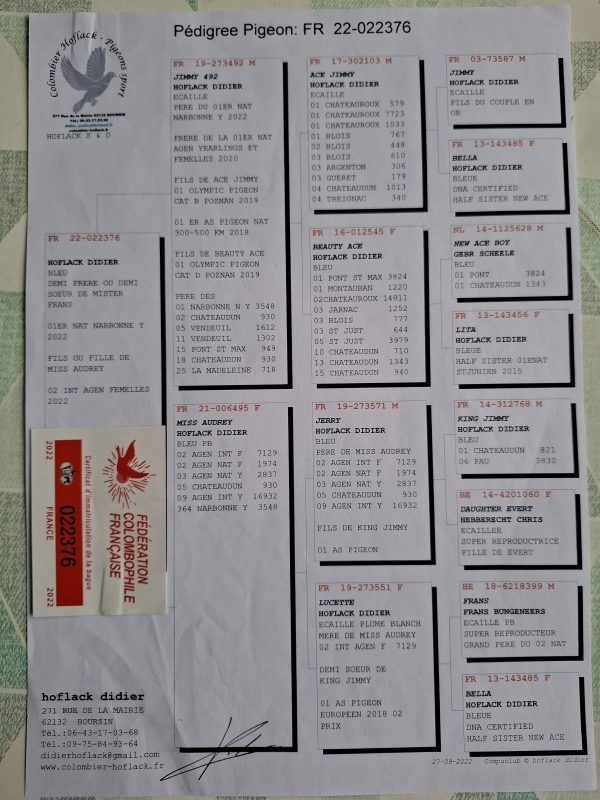 Pédigree Pigeon: FR 22-022376
Colombier Hoflack - Pigeons sport
271 Rue de la Mairie 62132 BOURSIN
Tél. : 06.43.17.03.68
colombier-hoflack.fr
HOFLACK S & D
FR 22-022376
HOFLACK DIDIER
BLEU
DEMI FRERE OU DEMI
SOEUR DE MISTER
FRANS
01ER NAT NARBONNE Y
2022
FILS OU FILLE DE
MISS AUDREY
02 INT AGEN FEMELLES
2022
FR 19-273492 M
JIMMY 492
HOFLACK DIDIER
ECAILLE
PERE DU 01ER NAT
NARBONNE Y 2022
FRERE DE LA 01ER NAT
AGEN YEARLINGS ET
FEMELLES 2020
FILS DE ACE JIMMY
01 OLYMPIC PIGEON
CAT B POZNAN 2019
01 ER AS PIGEON NAT
300-500 KM 2018
FILS DE BEAUTY ACE
01 OLYMPIC PIGEON
CAT D POZNAN 2019
PERE DES
01 NARBONNE N Y 3548
02 CHATEAUDUN 930
05 VENDEUIL 1612
11 VENDEUIL 1302
15 PONT ST MAX 949
18 CHATEAUDUN 930
25 LA MADELEINE 718
FR 21-006495 F
MISS AUDREY
HOFLACK DIDIER
BLEU PB
02 AGEN INT F 7129
02 AGEN NAT F 1974
03 AGEN NAT Y 2837
05 CHATEAUDUN 930
09 AGEN INT Y 16932
364 NARBONNE Y 3548
FR 17-302103 M
ACE JIMMY
HOFLACK DIDIER
ECAILLE
01 CHATEAUROUX 579
01 CHATEAUROUX 7723
01 CHATEAUROUX 1033
01 BLOIS 767
02 BLOIS 448
03 BLOIS 610
03 ARGENTON 306
03 GUERET 179
04 CHATEAUDUN 1013
04 TREIGNAC 340
FR 16-012545 F
BEAUTY ACE
HOFLACK DIDIER
BLEU
01 PONT ST MAX 3824
01 MONTAUBAN 1220
02CHATEAUROUX 14811
03 JARNAC 1252
03 BLOIS 777
03 ST JUST 644
05 ST JUST 3979
10 CHATEAUDUN 710
13 CHATEAUDUN 1343
15 CHATEAUDUN 940
FR 19-273571 M
JERRY
HOFLACK DIDIER
BLEU
PERE DE MISS AUDREY
02 AGEN INT F 7129
02 AGEN NAT F 1974
03 AGEN NAT Y 2837
05 CHATEAUDUN 930
09 AGEN INT Y 16932
FILS DE KING JIMMY
01 AS PIGEON
FR 19-273551 F
LUCETTE
HOFLACK DIDIER
ECAILLE PLUME BLANCH
MERE DE MISS AUDREY
02 INT AGEN F 7129
DEMI SOEUR DE
KING JIMMY
01 AS PIGEON
EUROPEEN 2018 02
PRIX
FR 03-73587 M
JIMMY
HOFLACK DIDIER
ECAILLE
FILS DU COUPLE EN
OR
FR 13-143485 F
BELLA
HOFLACK DIDIER
BLEUE
DNA CERTIFIED
HALF SISTER NEW ACE
NL 14-1125628 M
NEW ACE BOY
GEBR SCHEELE
BLEU
01 PONT 3824
01 CHATEAUDUN 1343
FR 13-143456 F
LITA
HOFLACK DIDIER
BLEUE
HALF SISTER 01ENAT
STJUNIEN 2015
FR 14-312768 M
KING JIMMY
HOFLACK DIDIER
BLEU
01 CHATEAUDUN 821
06 PAU 3830
BE 14-4201060 F
DAUGNTER EVERT
HEBBERECHT CHRIS
ECAILLEE
SUPER REPRODUCTRICE
FILLE DE EVERT
BE 18-6218399 M
FRANS
FRANS BUNGENEERS
ECAILLE PB
SUPER REPRODUCTEUR
GRAND PERE DU 02 NAT
FR 13-143485 F
BELLA
HOFLACK DIDIER
BLEUE
DNA CERTIFIED
HALF SISTER NEW ACE
FÉDÉRATION
COLOMBOPHILE
FRANÇAISE
Certificat d'immatriculation de la bague
2022
022376
FRANCE
2022
hoflack didier
271 RUE DE LA MAIRIE
62132 BOURSIN
Tél.:06-43-17-03-68
Tél.:09-75-84-93-64
didierhoflack@gmail.com
www.colombier-hoflack.fr
27-09-2022 Compuclub © hoflack didier